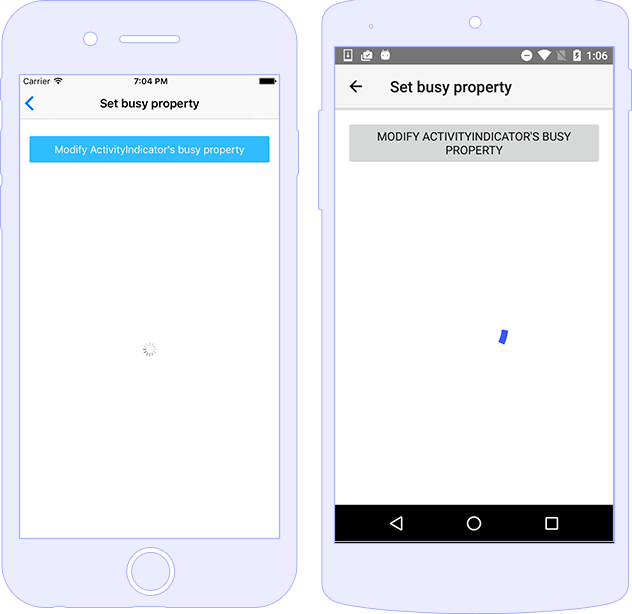 Carrier 7:04 PM
Set busy property
Modify ActivityIndicator's busy property
1:06
Set busy property
MODIFY ACTIVITYINDICATOR'S BUSY
PROPERTY